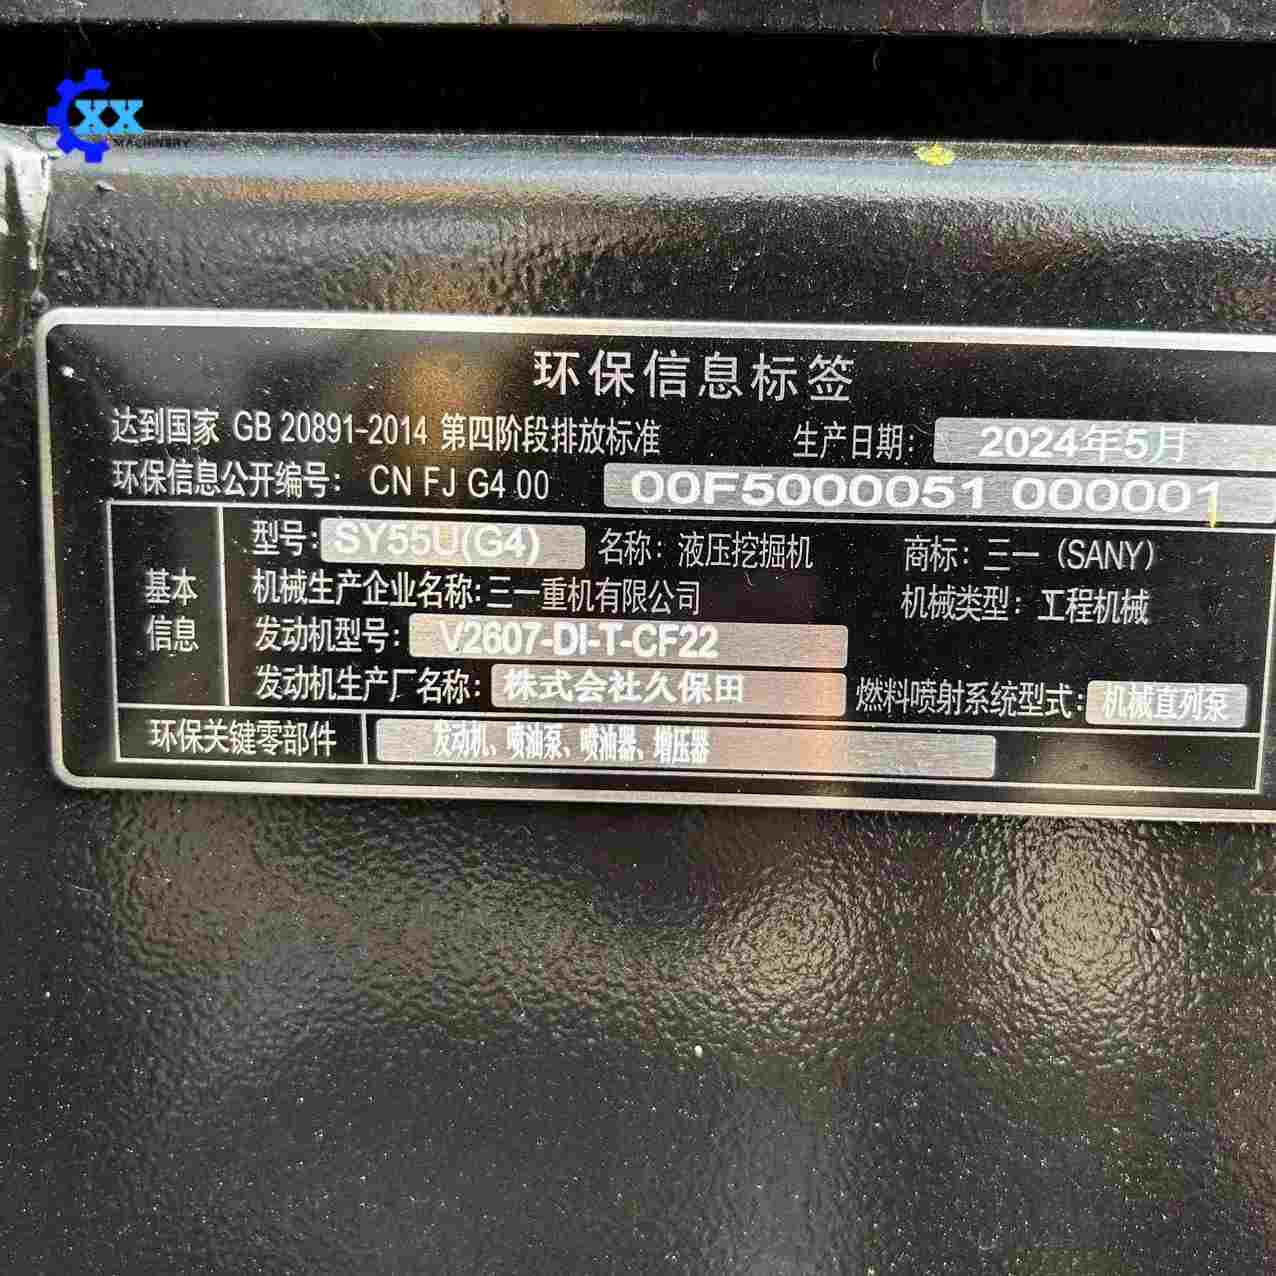 XX
MACHINERY
环保信息标签
达到国家 GB 20891-2014 第四阶段排放标准 生产日期: 2024年5月
环保信息公开编号: CN FJ G4 00 00F5000051 000001
基本信息
型号: SY55U(G4) 名称: 液压挖掘机 商标: 三一 (SANY)
机械生产企业名称: 三一重机有限公司 机械类型: 工程机械
发动机型号: V2607-DI-T-CF22
发动机生产厂名称: 株式会社久保田 燃料喷射系统型式: 机械直列泵
环保关键零部件 发动机、喷油泵、喷油器、增压器